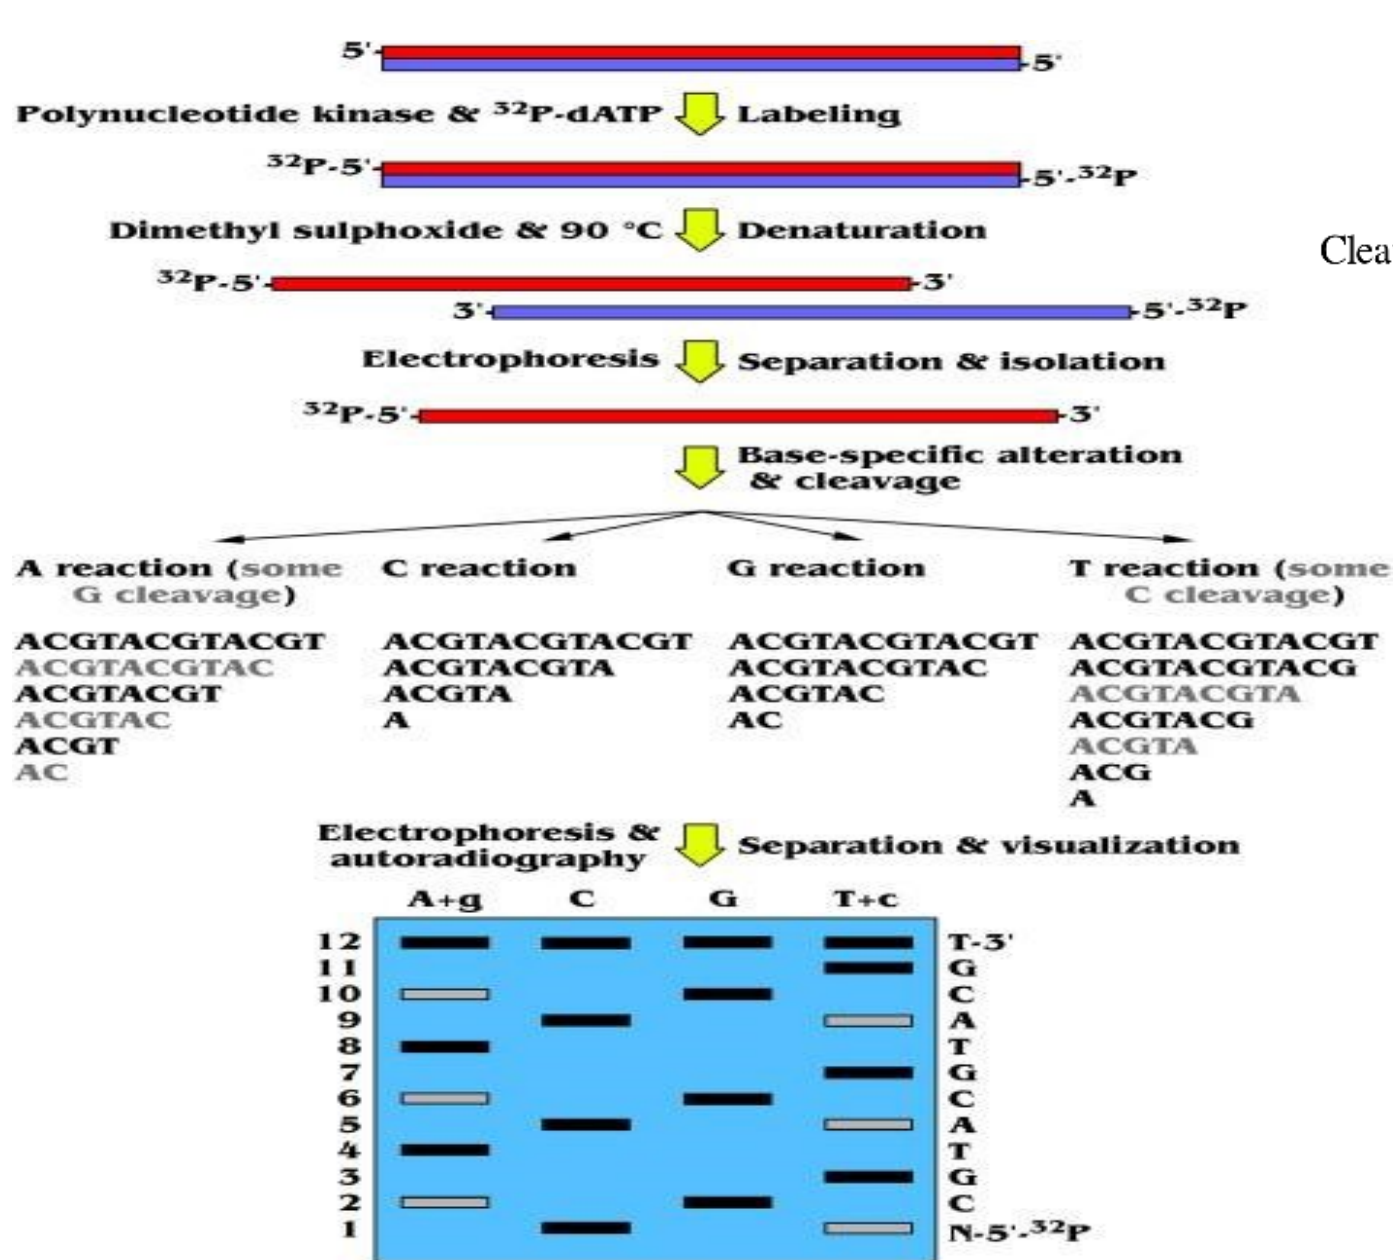 5'
5'
Polynucleotide kinase & ³²P-dATP Labeling
³²P-5'
5'-³²P
Dimethyl sulphoxide & 90 °C Denaturation
Clea
³²P-5' 3'
3' 5'-³²P
Electrophoresis Separation & isolation
³²P-5' 3'
Base-specific alteration
& cleavage
A reaction (some
G cleavage)
ACGTACGTACGT
ACGTACGTAC
ACGTACGT
ACGTAC
ACGT
AC
C reaction
ACGTACGTACGT
ACGTACGTA
ACGTA
A
G reaction
ACGTACGTACGT
ACGTACGTAC
ACGTAC
AC
T reaction (some
C cleavage)
ACGTACGTACGT
ACGTACGTACG
ACGTACGTA
ACGTACG
ACGTA
ACG
A
Electrophoresis &
autoradiography
Separation & visualization
A+g C G T+c
12 T-3'
11 G
10 C
9 A
8 T
7 G
6 C
5 A
4 T
3 G
2 C
1 N-5'-³²P